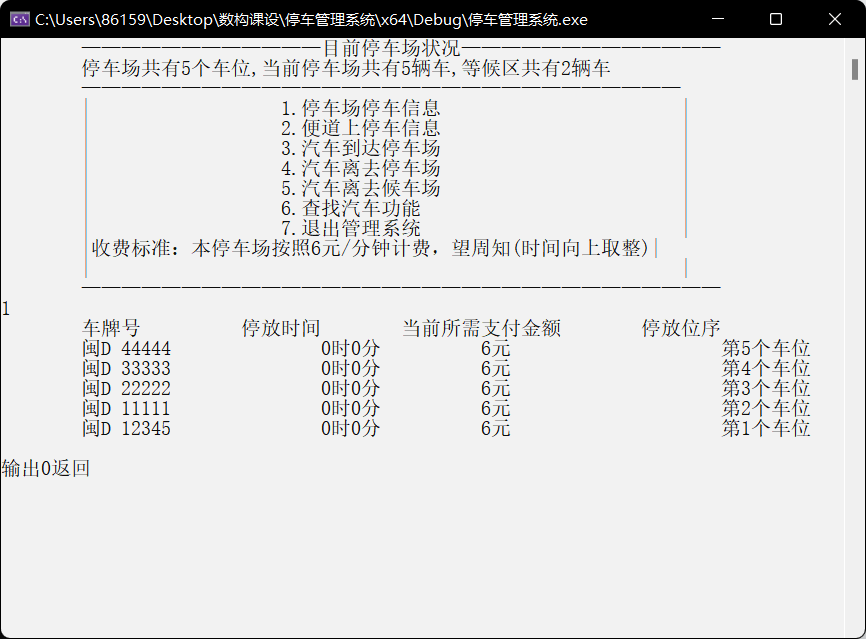 C:\Users\86159\Desktop\数构课设\停车管理系统\x64\Debug\停车管理系统.exe
————————————目前停车场状况—————————————
停车场共有5个车位,当前停车场共有5辆车,等候区共有2辆车
——————————————————————————————
1.停车场停车信息
2.便道上停车信息
3.汽车到达停车场
4.汽车离去停车场
5.汽车离去候车场
6.查找汽车功能
7.退出管理系统
收费标准：本停车场按照6元/分钟计费，望周知(时间向上取整)
————————————————————————————————
1
车牌号 停放时间 当前所需支付金额 停放位序
闽D 44444 0时0分 6元 第5个车位
闽D 33333 0时0分 6元 第4个车位
闽D 22222 0时0分 6元 第3个车位
闽D 11111 0时0分 6元 第2个车位
闽D 12345 0时0分 6元 第1个车位
输出0返回